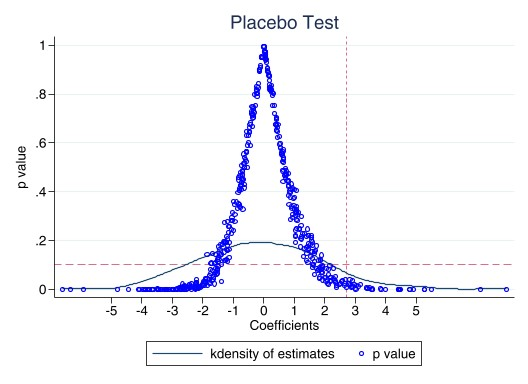 Placebo Test
1
.8
.6
.4
.2
0
p value
-5 -4 -3 -2 -1 0 1 2 3 4 5
Coefficients
kdensity of estimates p value